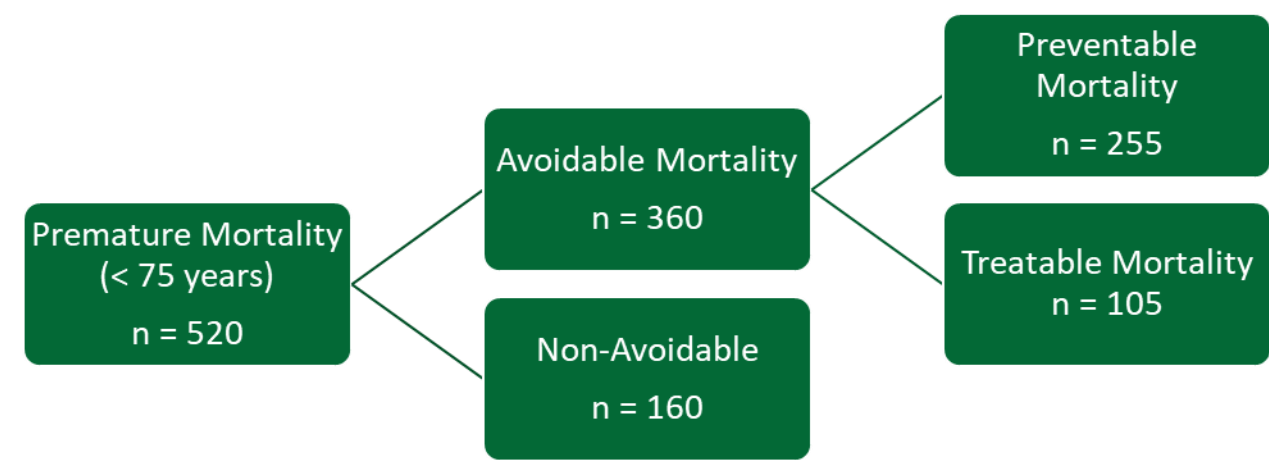 Premature Mortality
(< 75 years)
n = 520
Avoidable Mortality
n = 360
Non-Avoidable
n = 160
Preventable
Mortality
n = 255
Treatable Mortality
n = 105